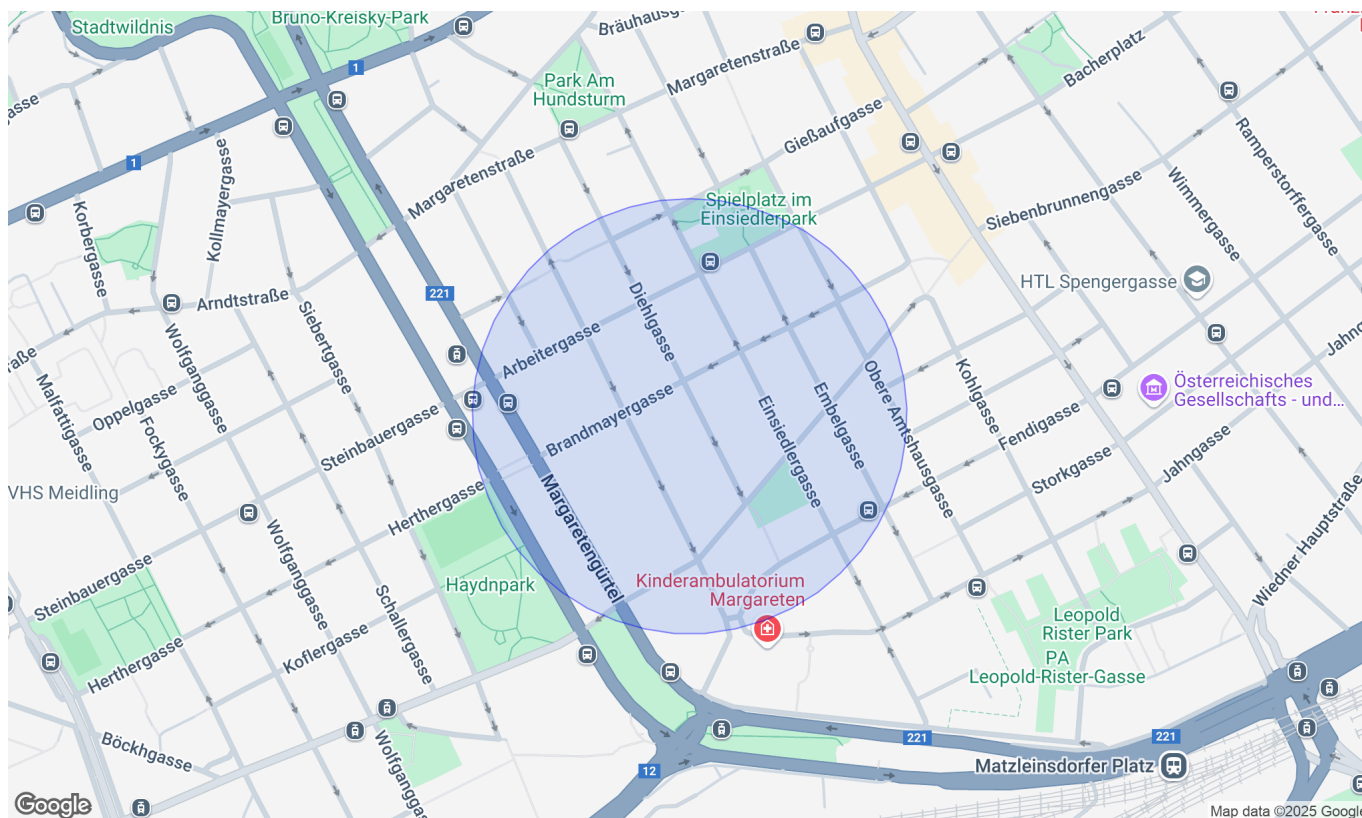 Stadtwildnis
Bruno-Kreisky-Park
Bräuhausg
Margaretenstraße
Park Am
Hundsturm
1
Bacherplatz
Gießaufgasse
Ramperstorffergasse
1
Kollmayergasse
Margaretenstraße
Korbergasse
Spielplatz im
Einsiedlerpark
Siebenbrunnengasse
Wimmergasse
HTL Spengergasse
221
Arndtstraße
Siebertgasse
Diehlgasse
Arbeitergasse
Wolfganggasse
Malfattigasse
Oppelgasse
Fockygasse
Steinbauergasse
Brandmayergasse
Einsiedlergasse
Embelgasse
Obere Amtshausgasse
Kohlgasse
Fendigasse
Storkgasse
Jahngasse
Österreichisches
Gesellschafts - und...
VHS Meidling
Herthergasse
Margaretengürtel
Wiedner Hauptstraße
Steinbauergasse
Wolfganggasse
Schallergasse
Haydnpark
Kinderambulatorium
Margareten
Leopold
Rister Park
PA
Leopold-Rister-Gasse
Herthergasse
Koflergasse
Böckhgasse
Wolfgangga
12
221
221
Matzleinsdorfer Platz
Google
Map data ©2025 Google